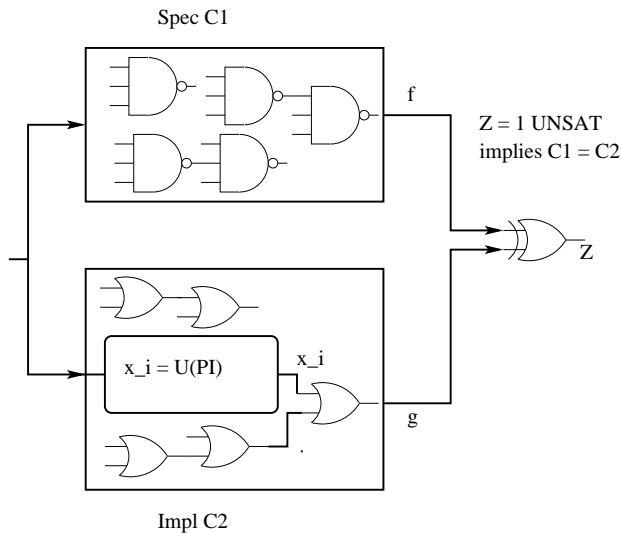 Spec C1
f
Z = 1 UNSAT
implies C1 = C2
Z
x_i = U(PI)
x_i
g
Impl C2